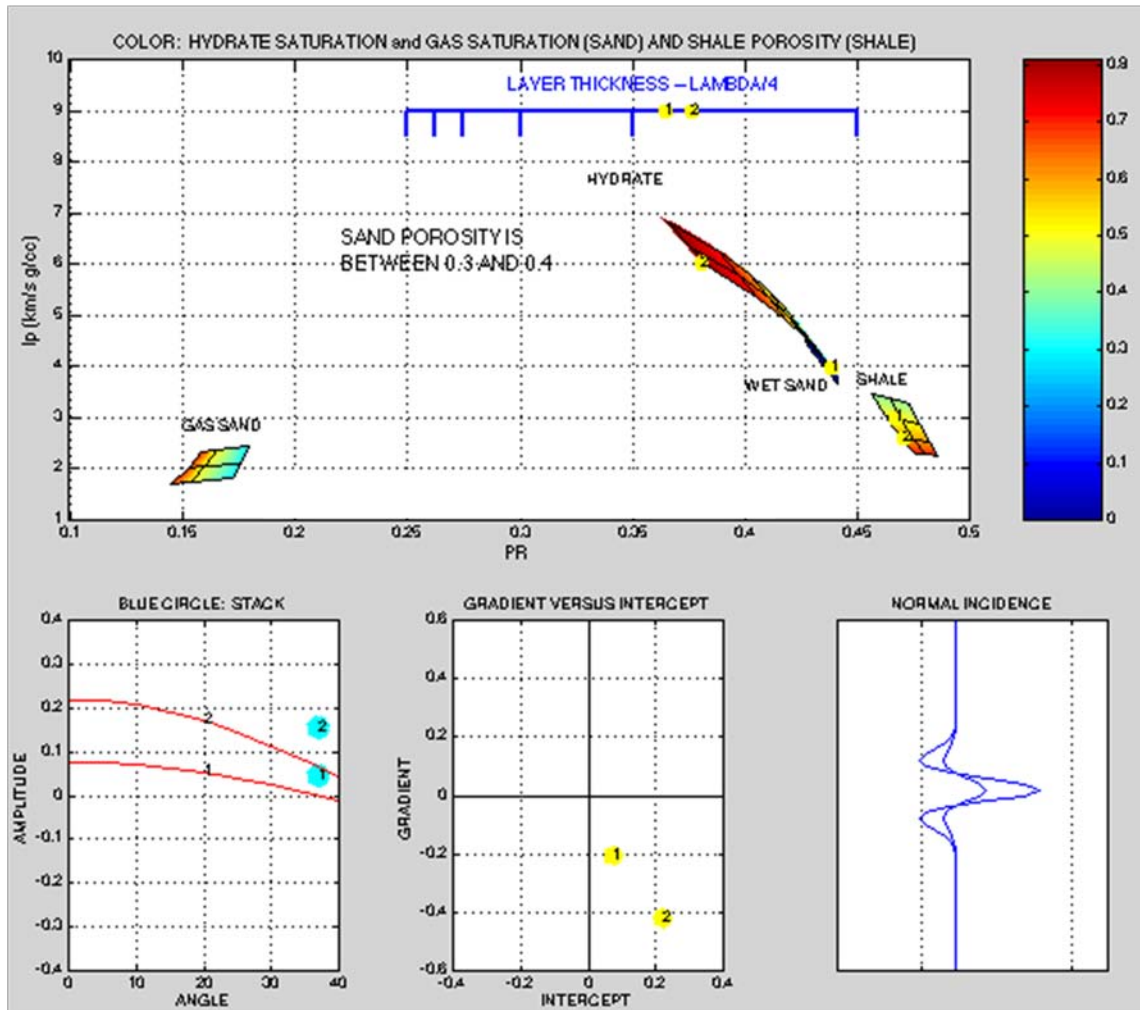 COLOR: HYDRATE SATURATION and GAS SATURATION (SAND) AND SHALE POROSITY (SHALE)
10
9
8
7
6
5
4
3
2
1
Ip (km/s g/cc)
LAYER THICKNESS - LAMBDA/4
1 2
HYDRATE
SAND POROSITY IS
BETWEEN 0.3 AND 0.4
2
1
WET SAND
SHALE
1
2
GAS SAND
0.1 0.15 0.2 0.25 0.3 0.35 0.4 0.45 0.5
PR
0.8
0.7
0.6
0.5
0.4
0.3
0.2
0.1
0
BLUE CIRCLE: STACK
0.4
0.3
0.2
0.1
0
-0.1
-0.2
-0.3
-0.4
AMPLITUDE
2
2
1
1
0 10 20 30 40
ANGLE
GRADIENT VERSUS INTERCEPT
0.6
0.4
0.2
0
-0.2
-0.4
-0.6
GRADIENT
1
2
-0.4 -0.2 0 0.2 0.4
INTERCEPT
NORMAL INCIDENCE